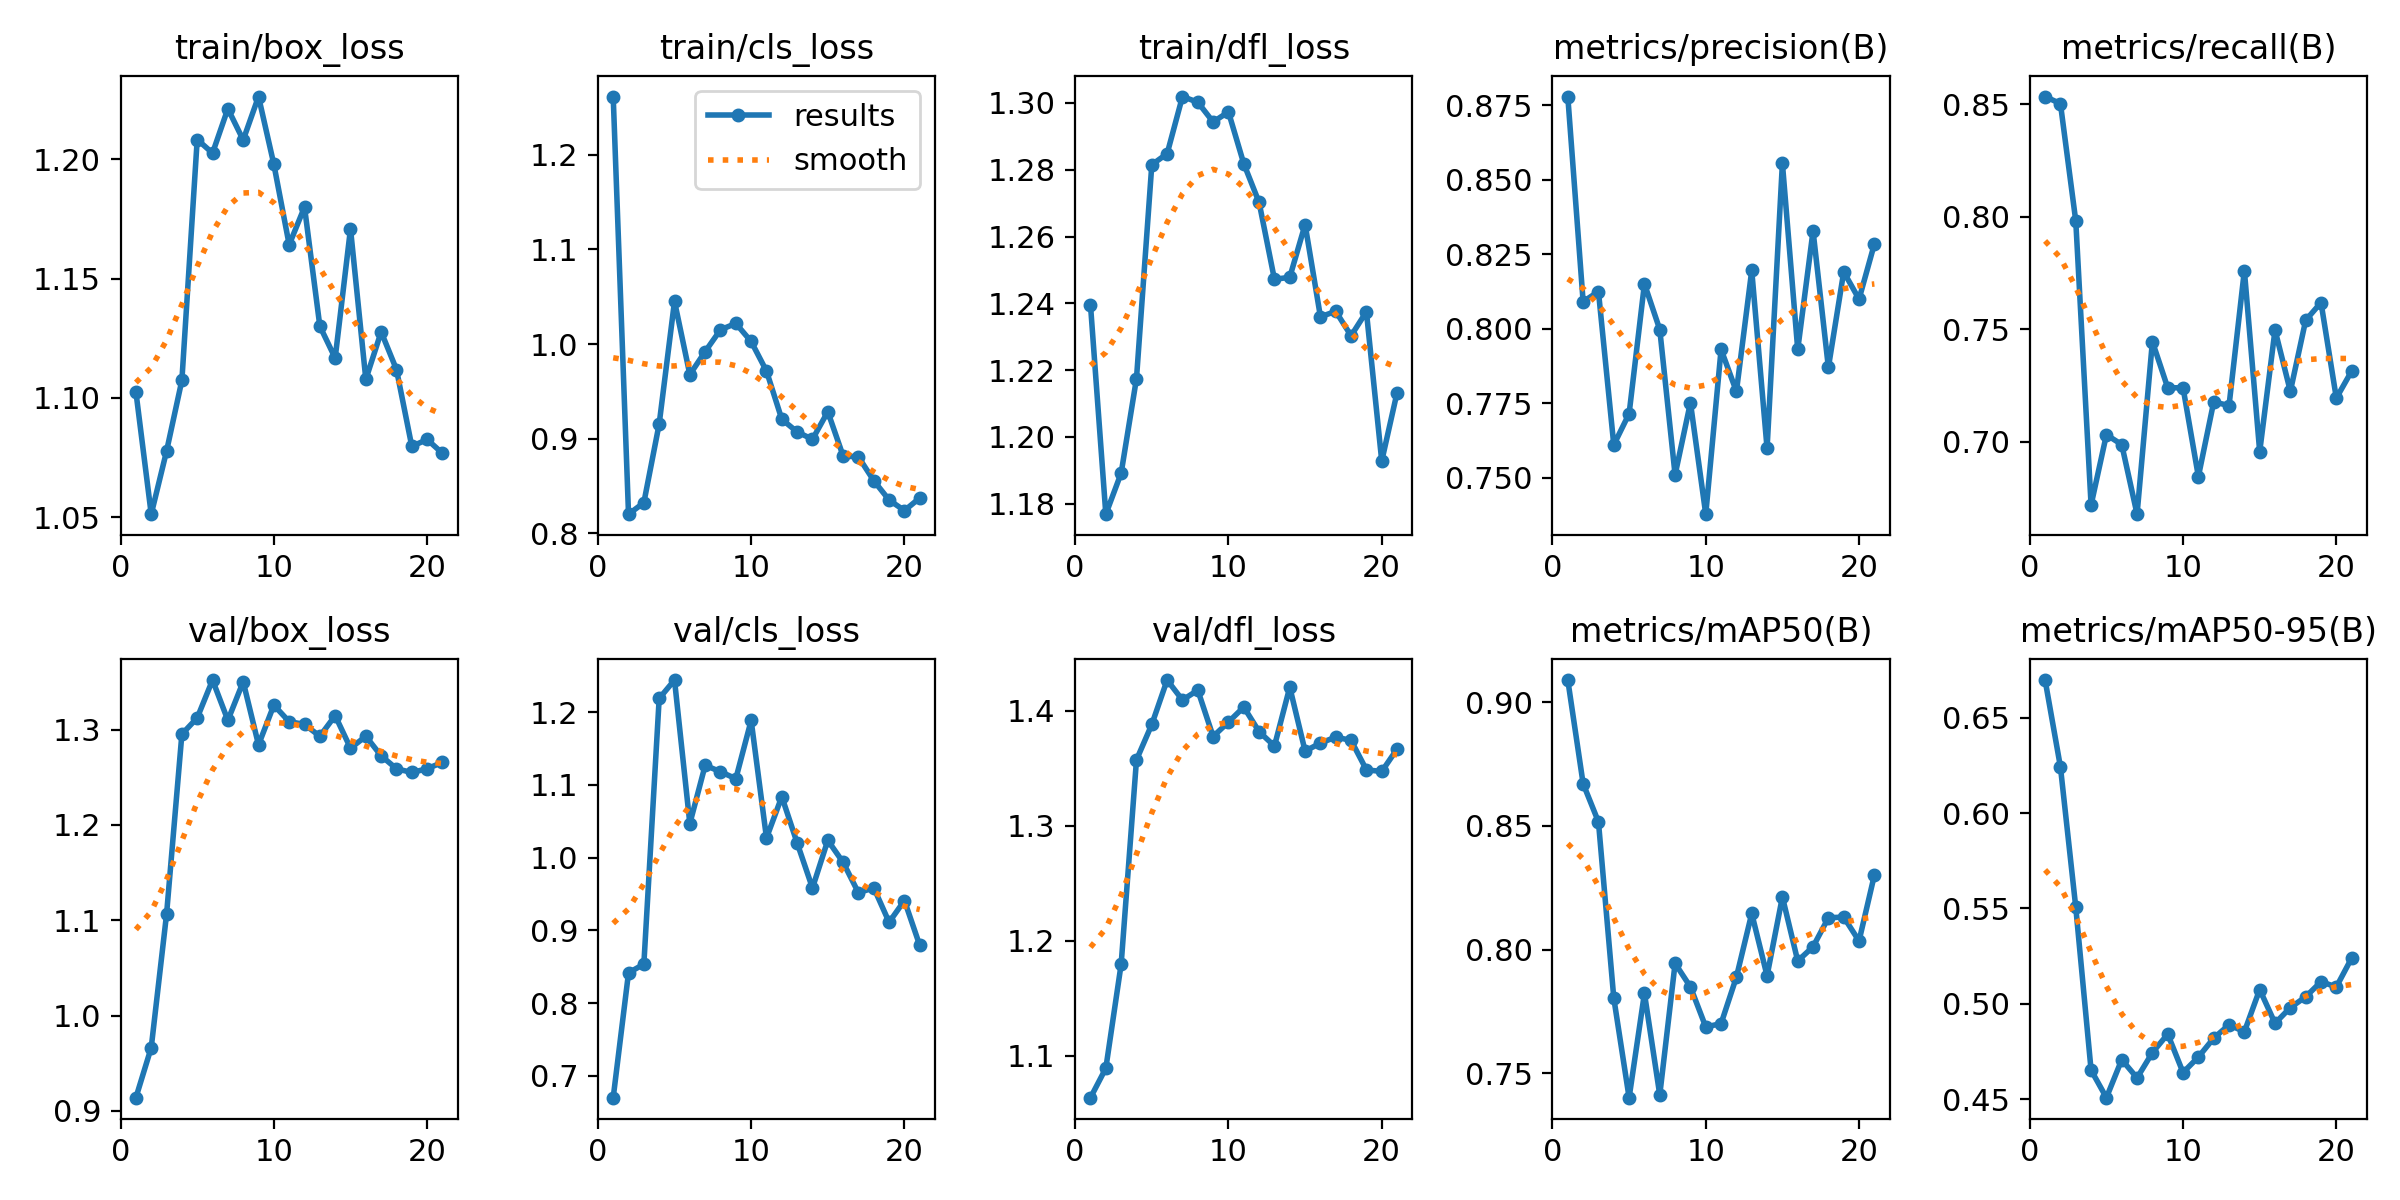 train/box_loss
1.20
1.15
1.10
1.05
0 10 20
train/cls_loss
results
smooth
1.2
1.1
1.0
0.9
0.8
0 10 20
train/dfl_loss
1.30
1.28
1.26
1.24
1.22
1.20
1.18
0 10 20
metrics/precision(B)
0.875
0.850
0.825
0.800
0.775
0.750
0 10 20
metrics/recall(B)
0.85
0.80
0.75
0.70
0 10 20
val/box_loss
1.3
1.2
1.1
1.0
0.9
0 10 20
val/cls_loss
1.2
1.1
1.0
0.9
0.8
0.7
0 10 20
val/dfl_loss
1.4
1.3
1.2
1.1
0 10 20
metrics/mAP50(B)
0.90
0.85
0.80
0.75
0 10 20
metrics/mAP50-95(B)
0.65
0.60
0.55
0.50
0.45
0 10 20